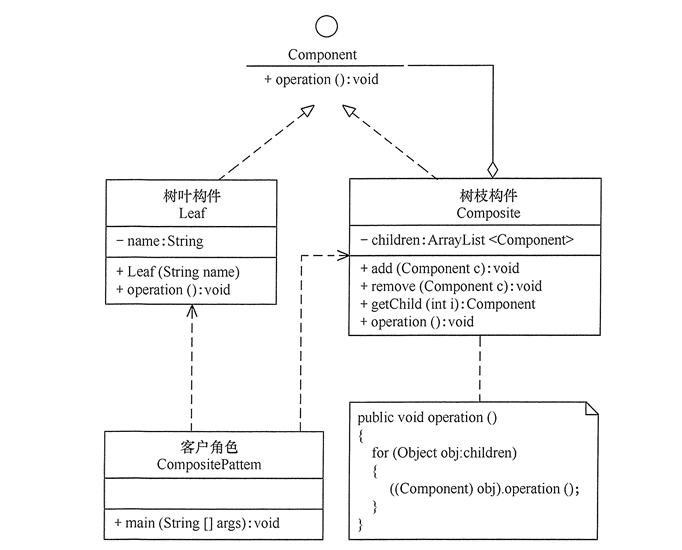 Component
+ operation ():void
树叶构件
Leaf
− name:String
+ Leaf (String name)
+ operation ():void
树枝构件
Composite
− children:ArrayList <Component>
+ add (Component c):void
+ remove (Component c):void
+ getChild (int i):Component
+ operation ():void
客户角色
CompositePattem
+ main (String [] args):void
public void operation ()
{
for (Object obj:children)
{
((Component) obj).operation ();
}
}